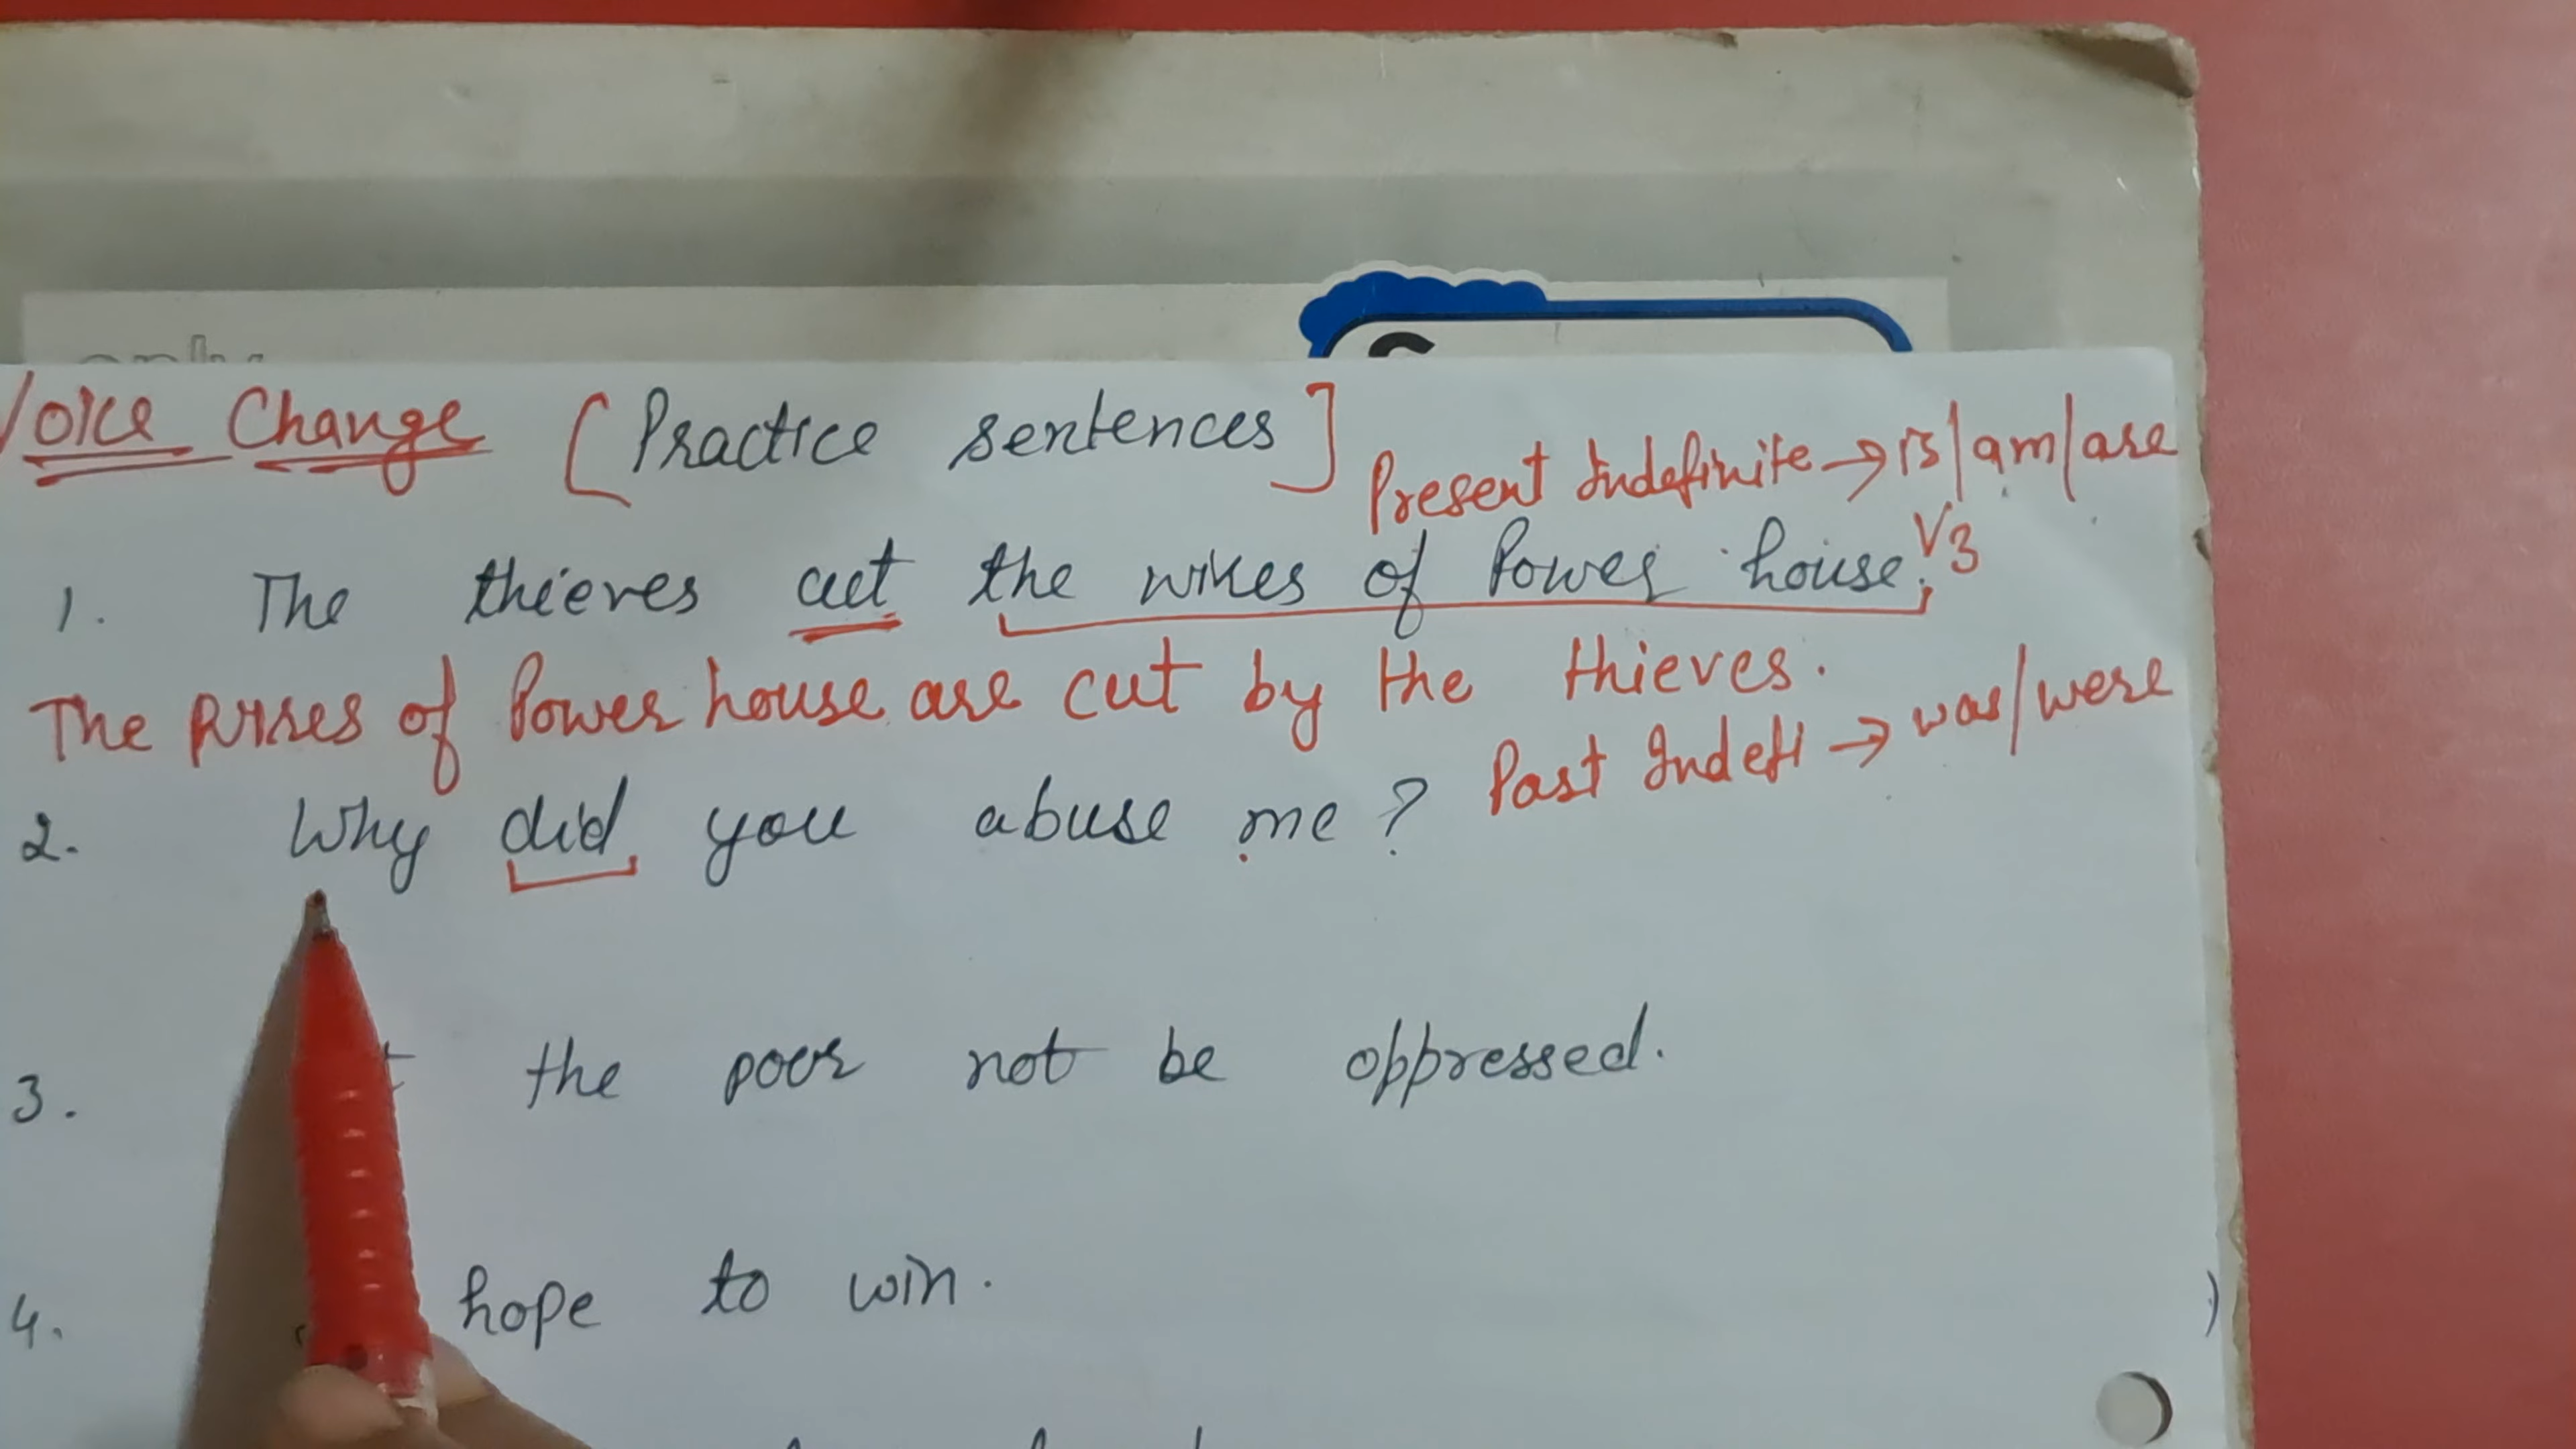 Voice Change [Practice sentences]
Present Indefinite → is/am/are
V3
1. The thieves cut the wires of Power house.
The wires of Power house are cut by the thieves.
Past Indefi → was/were
2. Why did you abuse me?
3. the poor not be oppressed.
4. hope to win.